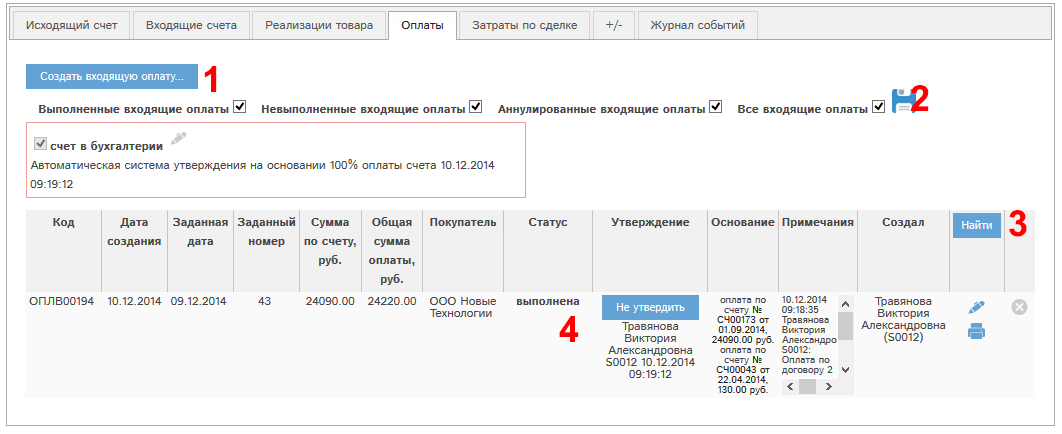 Исходящий счет Входящие счета Реализации товара Оплаты Затраты по сделке +/- Журнал событий
Создать входящую оплату... 1
Выполненные входящие оплаты Невыполненные входящие оплаты Аннулированные входящие оплаты Все входящие оплаты 2
счет в бухгалтерии
Автоматическая система утверждения на основании 100% оплаты счета 10.12.2014
09:19:12
Код
Дата
создания
Заданная
дата
Заданный
номер
Сумма
по счету,
руб.
Общая
сумма
оплаты,
руб.
Покупатель
Статус
Утверждение
Основание
Примечания
Создал
Найти
3
ОПЛВ00194
10.12.2014
09.12.2014
43
24090.00
24220.00
ООО Новые
Технологии
выполнена
4
Не утвердить
Травянова
Виктория
Александровна
S0012 10.12.2014
09:19:12
оплата по
счету №
СЧ00173 от
01.09.2014,
24090.00 руб.
оплата по
счету №
СЧ00043 от
22.04.2014,
130.00 руб.
10.12.2014
09:18:35
Травянова
Виктория
Александро
S0012:
Оплата по
договору 2
Травянова
Виктория
Александровна
(S0012)